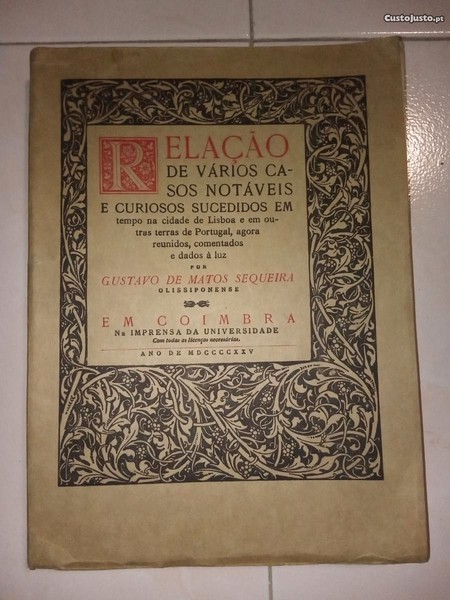 CustoJusto.pt
RELAÇÃO
DE VÁRIOS CA-
SOS NOTÁVEIS
E CURIOSOS SUCEDIDOS EM
tempo na cidade de Lisboa e em ou-
tras terras de Portugal, agora
reunidos, comentados
e dados à luz
POR
GUSTAVO DE MATOS SEQUEIRA
OLISSIPONENSE
EM COIMBRA
Na IMPRENSA DA UNIVERSIDADE
Com todas as licenças necessárias.
ANO DE MDCCCCXXV